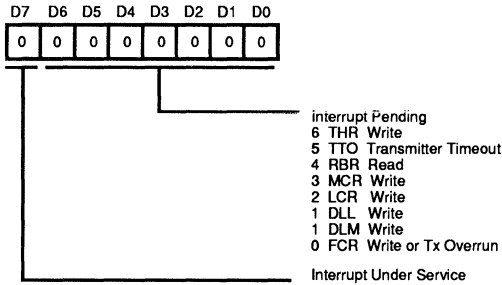 D7 D6 D5 D4 D3 D2 D1 D0
0 0 0 0 0 0 0 0
Interrupt Pending
6 THR Write
5 TTO Transmitter Timeout
4 RBR Read
3 MCR Write
2 LCR Write
1 DLL Write
1 DLM Write
0 FCR Write or Tx Overrun
Interrupt Under Service